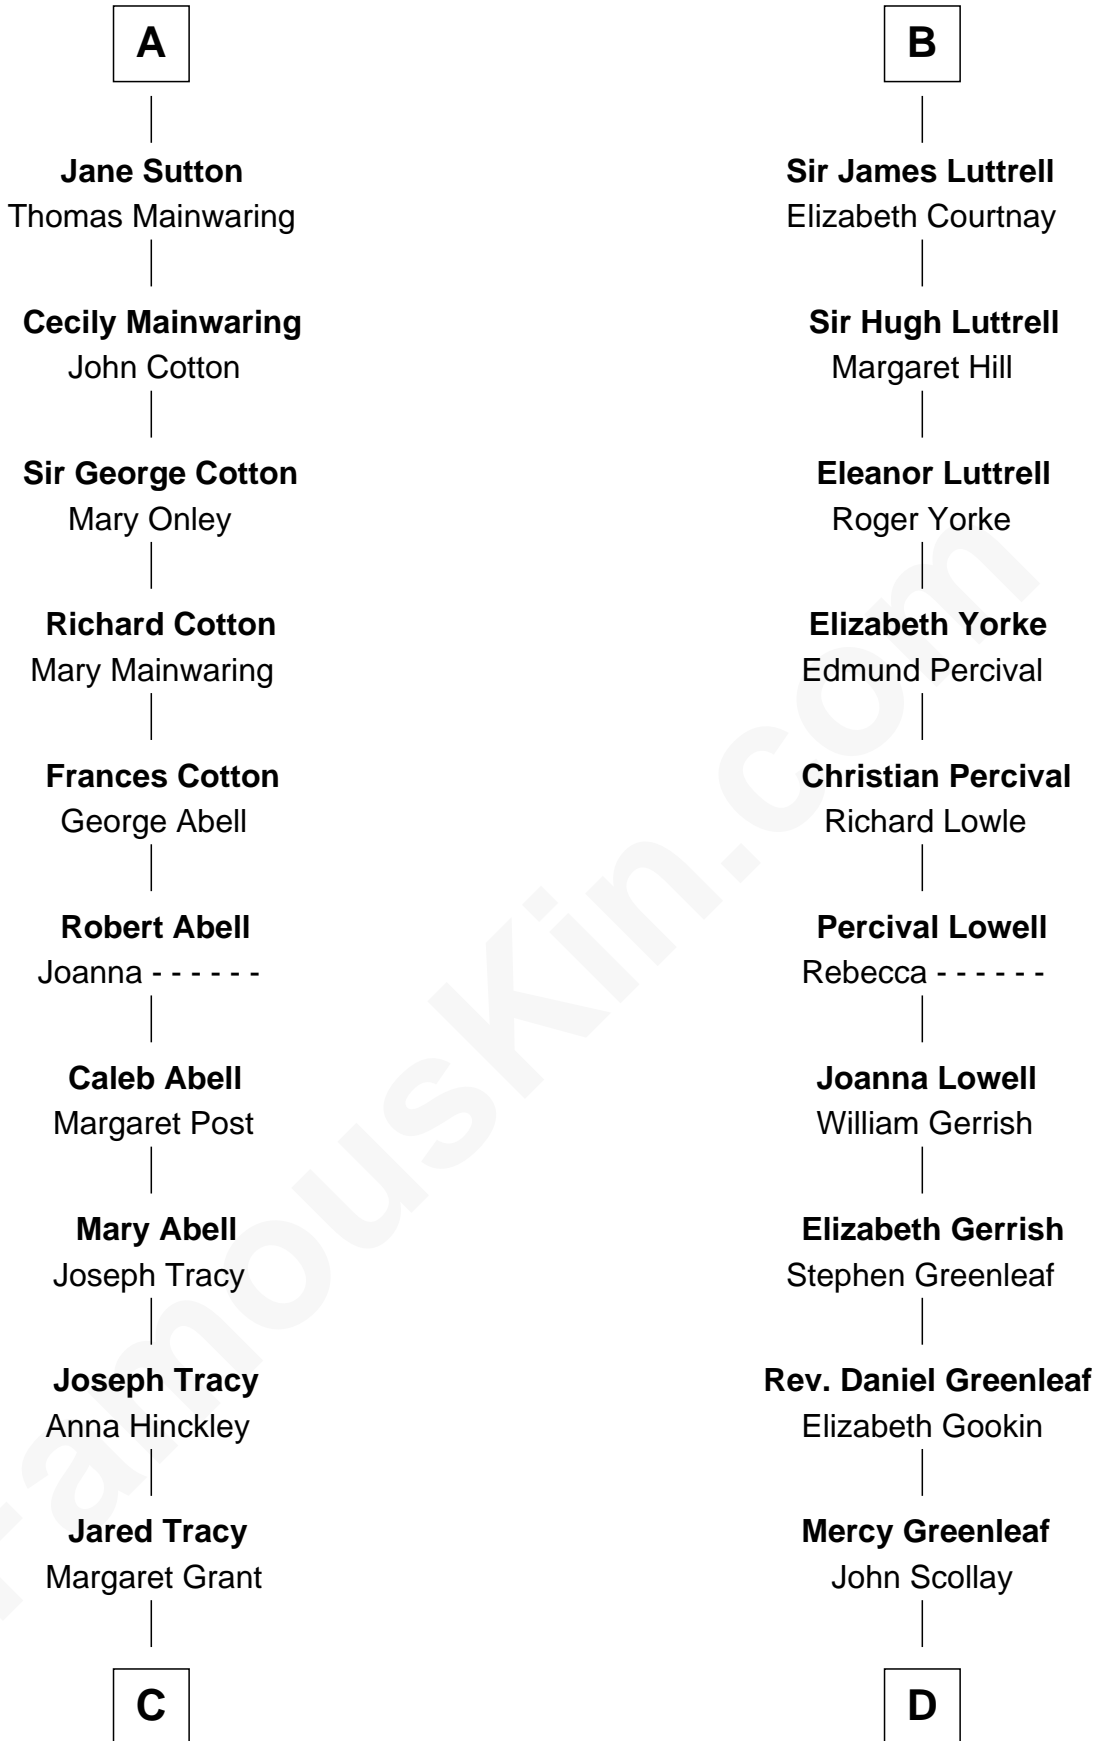 A
Jane Sutton
Thomas Mainwaring
Cecily Mainwaring
John Cotton
Sir George Cotton
Mary Onley
Richard Cotton
Mary Mainwaring
Frances Cotton
George Abell
Robert Abell
Joanna - - - - - -
Caleb Abell
Margaret Post
Mary Abell
Joseph Tracy
Joseph Tracy
Anna Hinckley
Jared Tracy
Margaret Grant
C
B
Sir James Luttrell
Elizabeth Courtnay
Sir Hugh Luttrell
Margaret Hill
Eleanor Luttrell
Roger Yorke
Elizabeth Yorke
Edmund Percival
Christian Percival
Richard Lowle
Percival Lowell
Rebecca - - - - - -
Joanna Lowell
William Gerrish
Elizabeth Gerrish
Stephen Greenleaf
Rev. Daniel Greenleaf
Elizabeth Gookin
Mercy Greenleaf
John Scollay
D
FamousKin.com